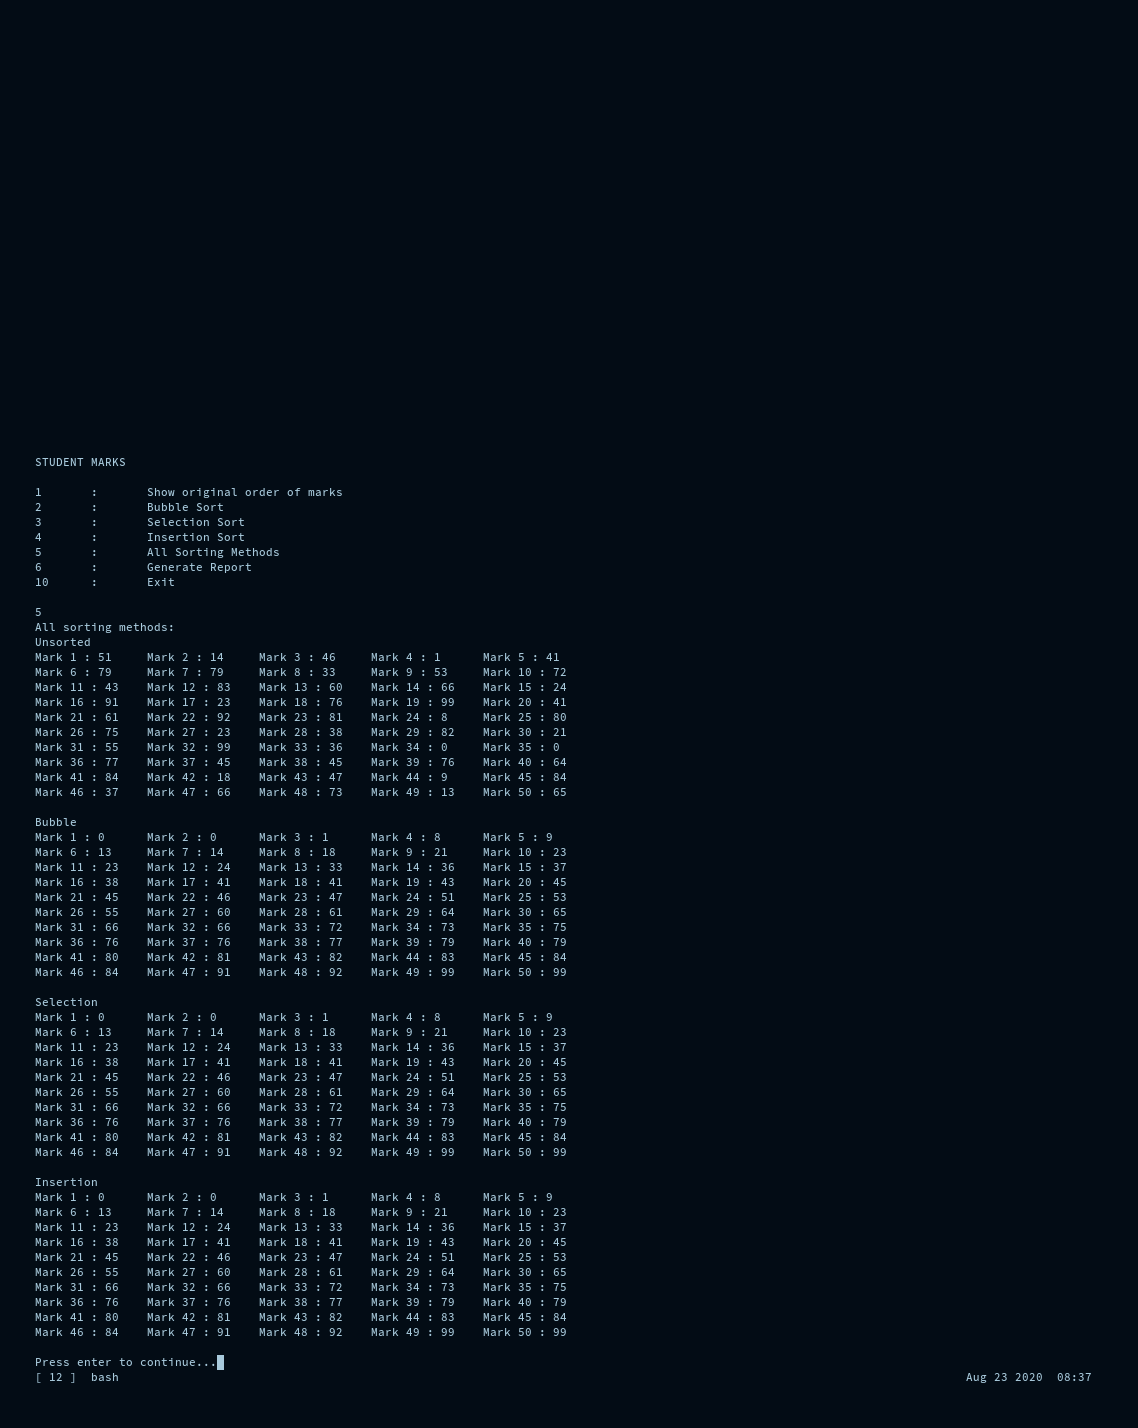 STUDENT MARKS
1 : Show original order of marks
2 : Bubble Sort
3 : Selection Sort
4 : Insertion Sort
5 : All Sorting Methods
6 : Generate Report
10 : Exit
5
All sorting methods:
Unsorted
Mark 1 : 51 Mark 2 : 14 Mark 3 : 46 Mark 4 : 1 Mark 5 : 41
Mark 6 : 79 Mark 7 : 79 Mark 8 : 33 Mark 9 : 53 Mark 10 : 72
Mark 11 : 43 Mark 12 : 83 Mark 13 : 60 Mark 14 : 66 Mark 15 : 24
Mark 16 : 91 Mark 17 : 23 Mark 18 : 76 Mark 19 : 99 Mark 20 : 41
Mark 21 : 61 Mark 22 : 92 Mark 23 : 81 Mark 24 : 8 Mark 25 : 80
Mark 26 : 75 Mark 27 : 23 Mark 28 : 38 Mark 29 : 82 Mark 30 : 21
Mark 31 : 55 Mark 32 : 99 Mark 33 : 36 Mark 34 : 0 Mark 35 : 0
Mark 36 : 77 Mark 37 : 45 Mark 38 : 45 Mark 39 : 76 Mark 40 : 64
Mark 41 : 84 Mark 42 : 18 Mark 43 : 47 Mark 44 : 9 Mark 45 : 84
Mark 46 : 37 Mark 47 : 66 Mark 48 : 73 Mark 49 : 13 Mark 50 : 65
Bubble
Mark 1 : 0 Mark 2 : 0 Mark 3 : 1 Mark 4 : 8 Mark 5 : 9
Mark 6 : 13 Mark 7 : 14 Mark 8 : 18 Mark 9 : 21 Mark 10 : 23
Mark 11 : 23 Mark 12 : 24 Mark 13 : 33 Mark 14 : 36 Mark 15 : 37
Mark 16 : 38 Mark 17 : 41 Mark 18 : 41 Mark 19 : 43 Mark 20 : 45
Mark 21 : 45 Mark 22 : 46 Mark 23 : 47 Mark 24 : 51 Mark 25 : 53
Mark 26 : 55 Mark 27 : 60 Mark 28 : 61 Mark 29 : 64 Mark 30 : 65
Mark 31 : 66 Mark 32 : 66 Mark 33 : 72 Mark 34 : 73 Mark 35 : 75
Mark 36 : 76 Mark 37 : 76 Mark 38 : 77 Mark 39 : 79 Mark 40 : 79
Mark 41 : 80 Mark 42 : 81 Mark 43 : 82 Mark 44 : 83 Mark 45 : 84
Mark 46 : 84 Mark 47 : 91 Mark 48 : 92 Mark 49 : 99 Mark 50 : 99
Selection
Mark 1 : 0 Mark 2 : 0 Mark 3 : 1 Mark 4 : 8 Mark 5 : 9
Mark 6 : 13 Mark 7 : 14 Mark 8 : 18 Mark 9 : 21 Mark 10 : 23
Mark 11 : 23 Mark 12 : 24 Mark 13 : 33 Mark 14 : 36 Mark 15 : 37
Mark 16 : 38 Mark 17 : 41 Mark 18 : 41 Mark 19 : 43 Mark 20 : 45
Mark 21 : 45 Mark 22 : 46 Mark 23 : 47 Mark 24 : 51 Mark 25 : 53
Mark 26 : 55 Mark 27 : 60 Mark 28 : 61 Mark 29 : 64 Mark 30 : 65
Mark 31 : 66 Mark 32 : 66 Mark 33 : 72 Mark 34 : 73 Mark 35 : 75
Mark 36 : 76 Mark 37 : 76 Mark 38 : 77 Mark 39 : 79 Mark 40 : 79
Mark 41 : 80 Mark 42 : 81 Mark 43 : 82 Mark 44 : 83 Mark 45 : 84
Mark 46 : 84 Mark 47 : 91 Mark 48 : 92 Mark 49 : 99 Mark 50 : 99
Insertion
Mark 1 : 0 Mark 2 : 0 Mark 3 : 1 Mark 4 : 8 Mark 5 : 9
Mark 6 : 13 Mark 7 : 14 Mark 8 : 18 Mark 9 : 21 Mark 10 : 23
Mark 11 : 23 Mark 12 : 24 Mark 13 : 33 Mark 14 : 36 Mark 15 : 37
Mark 16 : 38 Mark 17 : 41 Mark 18 : 41 Mark 19 : 43 Mark 20 : 45
Mark 21 : 45 Mark 22 : 46 Mark 23 : 47 Mark 24 : 51 Mark 25 : 53
Mark 26 : 55 Mark 27 : 60 Mark 28 : 61 Mark 29 : 64 Mark 30 : 65
Mark 31 : 66 Mark 32 : 66 Mark 33 : 72 Mark 34 : 73 Mark 35 : 75
Mark 36 : 76 Mark 37 : 76 Mark 38 : 77 Mark 39 : 79 Mark 40 : 79
Mark 41 : 80 Mark 42 : 81 Mark 43 : 82 Mark 44 : 83 Mark 45 : 84
Mark 46 : 84 Mark 47 : 91 Mark 48 : 92 Mark 49 : 99 Mark 50 : 99
Press enter to continue...
[ 12 ] bash Aug 23 2020 08:37